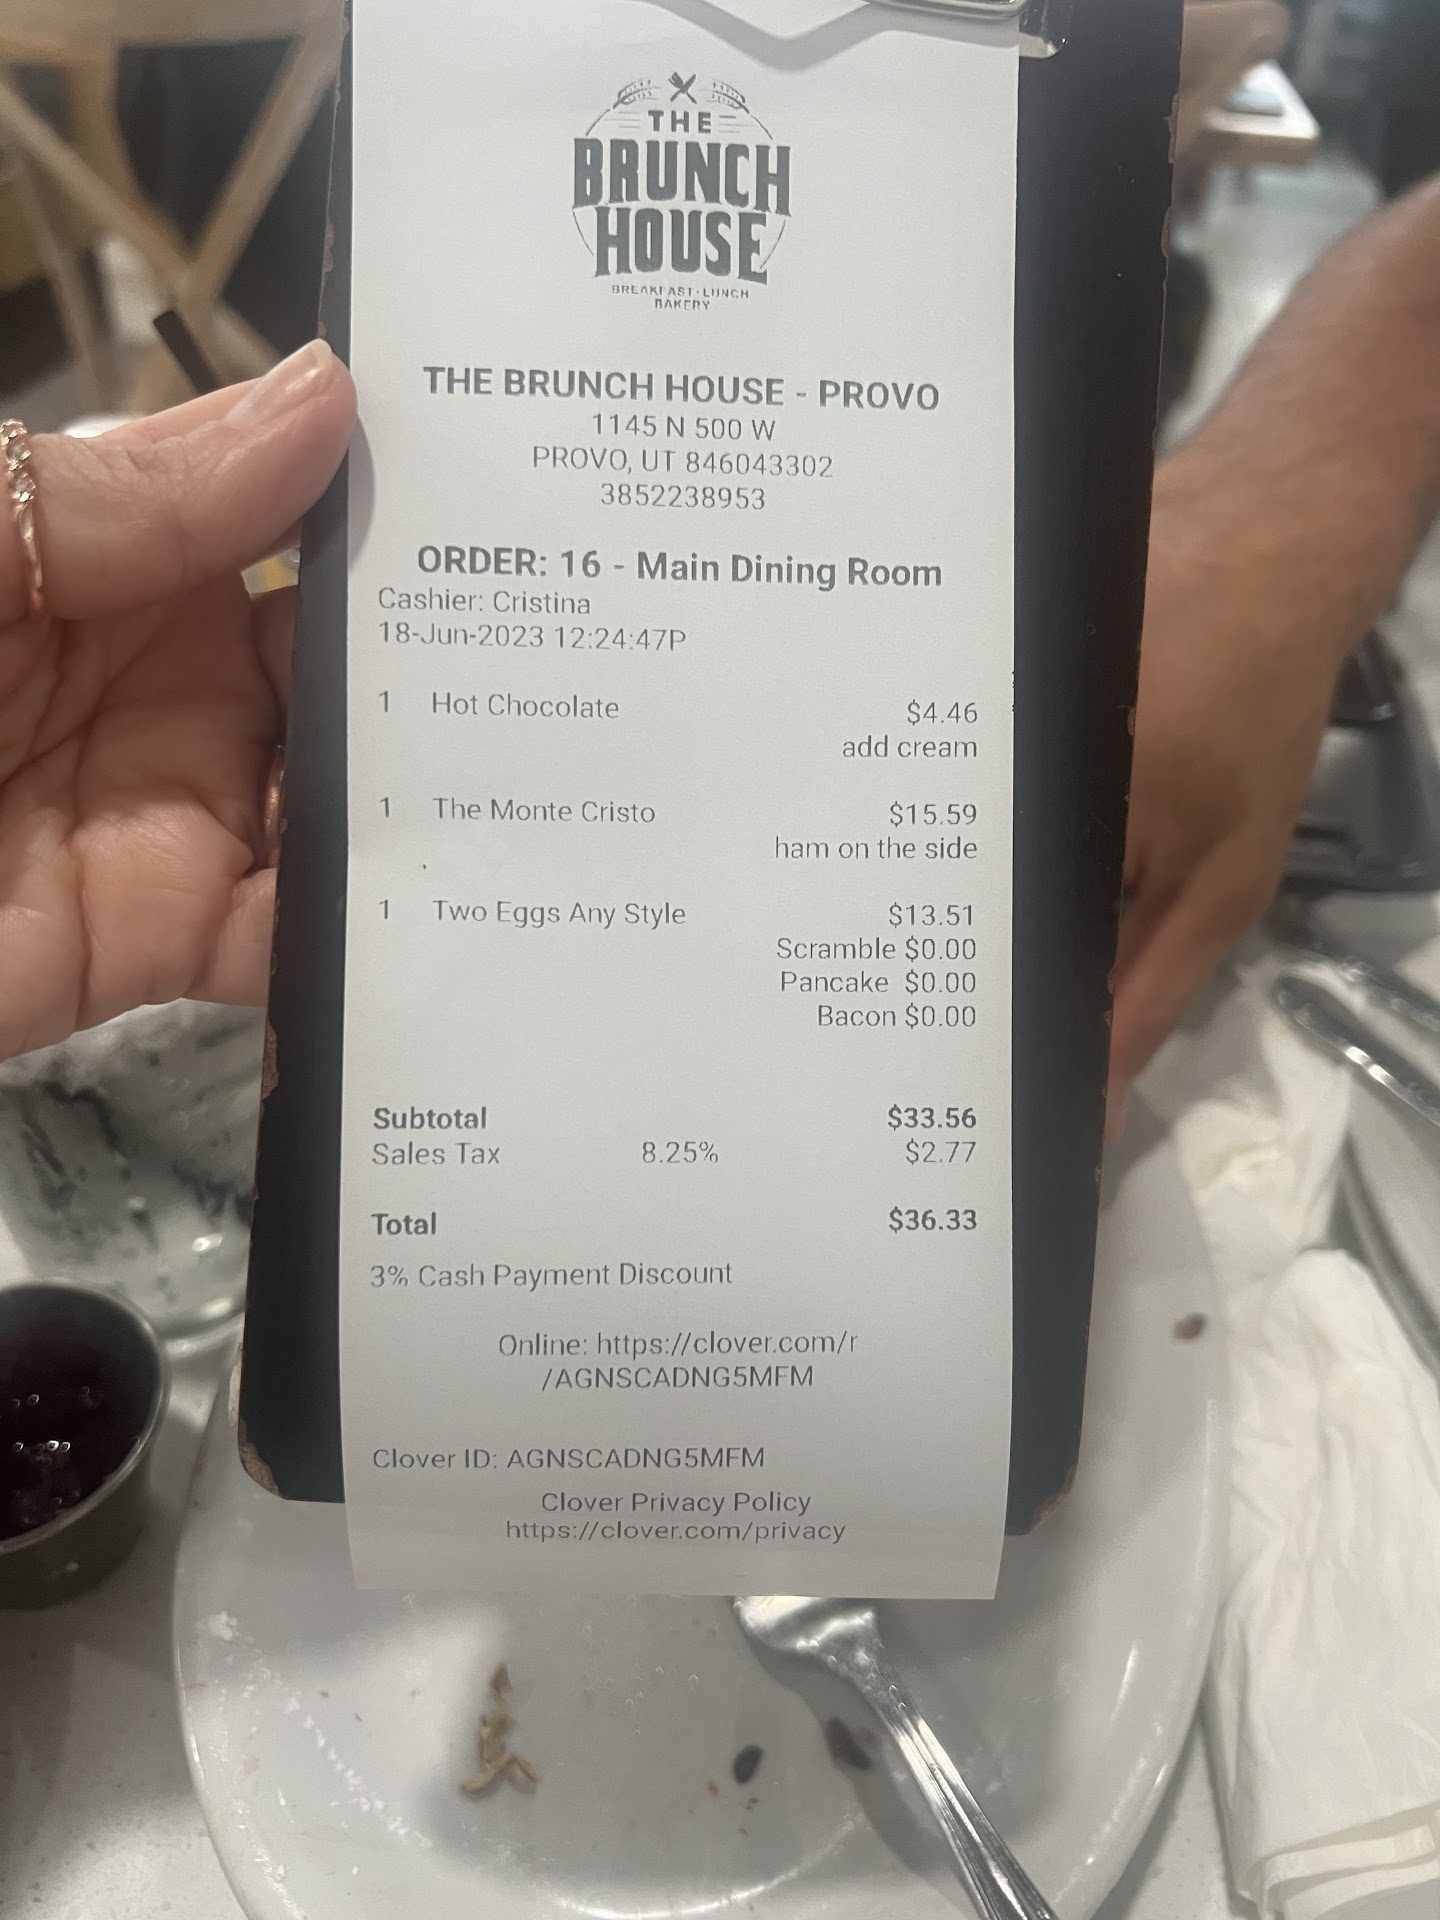 THE
BRUNCH
HOUSE
BREAKFAST · LUNCH
BAKERY
THE BRUNCH HOUSE - PROVO
1145 N 500 W
PROVO, UT 846043302
3852238953
ORDER: 16 - Main Dining Room
Cashier: Cristina
18-Jun-2023 12:24:47P
1 Hot Chocolate $4.46
add cream
1 The Monte Cristo $15.59
ham on the side
1 Two Eggs Any Style $13.51
Scramble $0.00
Pancake $0.00
Bacon $0.00
Subtotal $33.56
Sales Tax 8.25% $2.77
Total $36.33
3% Cash Payment Discount
Online: https://clover.com/r
/AGNSCADNG5MFM
Clover ID: AGNSCADNG5MFM
Clover Privacy Policy
https://clover.com/privacy